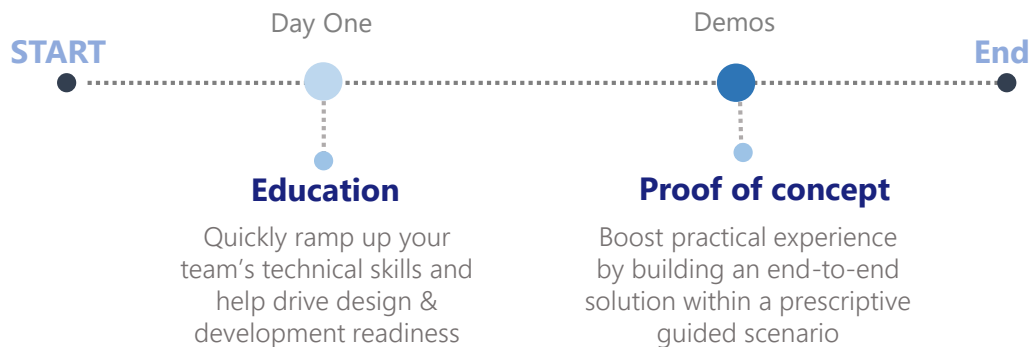 Day One
Demos
START
End
Education
Quickly ramp up your
team's technical skills and
help drive design &
development readiness
Proof of concept
Boost practical experience
by building an end-to-end
solution within a prescriptive
guided scenario